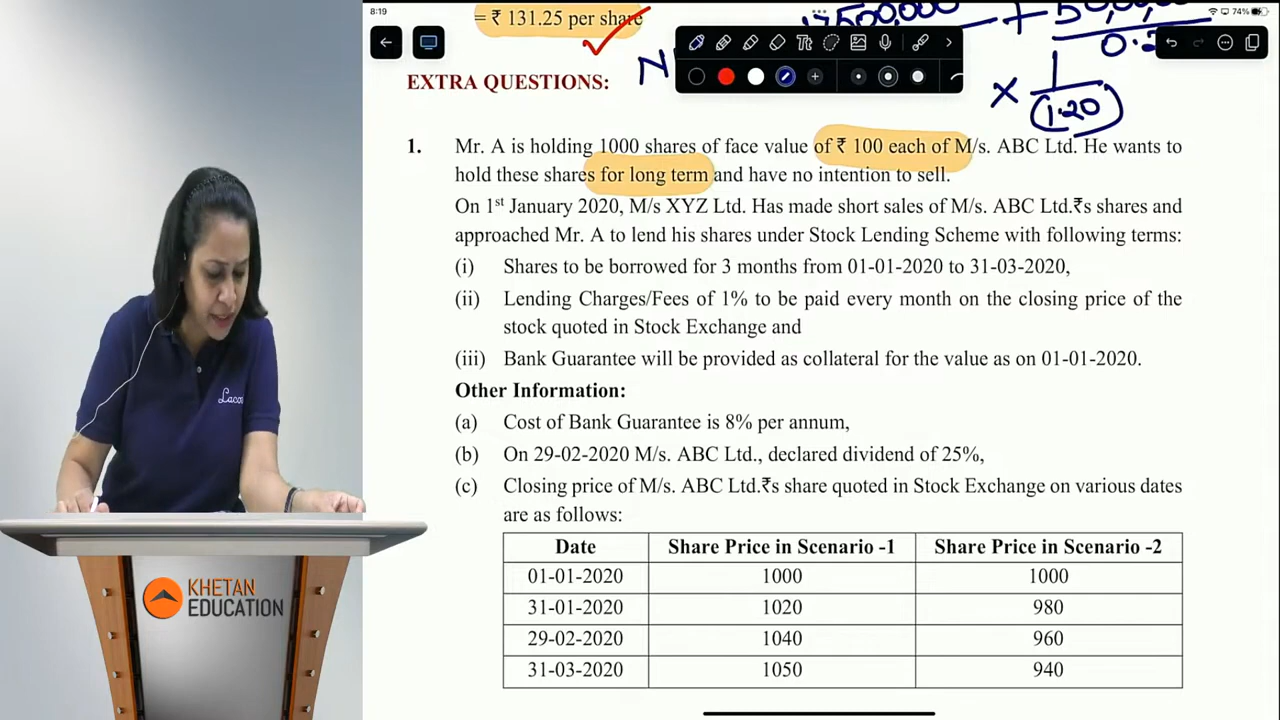 8:19
74%
= ₹ 131.25 per share
EXTRA QUESTIONS:
× 1
1.20
1. Mr. A is holding 1000 shares of face value of ₹ 100 each of M/s. ABC Ltd. He wants to
hold these shares for long term and have no intention to sell.
On 1st January 2020, M/s XYZ Ltd. Has made short sales of M/s. ABC Ltd.₹s shares and
approached Mr. A to lend his shares under Stock Lending Scheme with following terms:
(i) Shares to be borrowed for 3 months from 01-01-2020 to 31-03-2020,
(ii) Lending Charges/Fees of 1% to be paid every month on the closing price of the
stock quoted in Stock Exchange and
(iii) Bank Guarantee will be provided as collateral for the value as on 01-01-2020.
Other Information:
(a) Cost of Bank Guarantee is 8% per annum,
(b) On 29-02-2020 M/s. ABC Ltd., declared dividend of 25%,
(c) Closing price of M/s. ABC Ltd.₹s share quoted in Stock Exchange on various dates
are as follows:
Date Share Price in Scenario -1 Share Price in Scenario -2
01-01-2020 1000 1000
31-01-2020 1020 980
29-02-2020 1040 960
31-03-2020 1050 940
KHETAN
EDUCATION